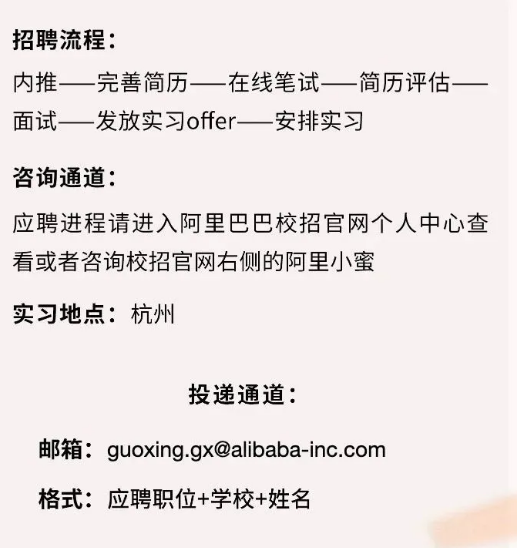 招聘流程：
内推——完善简历——在线笔试——简历评估——
面试——发放实习offer——安排实习
咨询通道：
应聘进程请进入阿里巴巴校招官网个人中心查
看或者咨询校招官网右侧的阿里小蜜
实习地点：杭州
投递通道：
邮箱：guoxing.gx@alibaba-inc.com
格式：应聘职位+学校+姓名